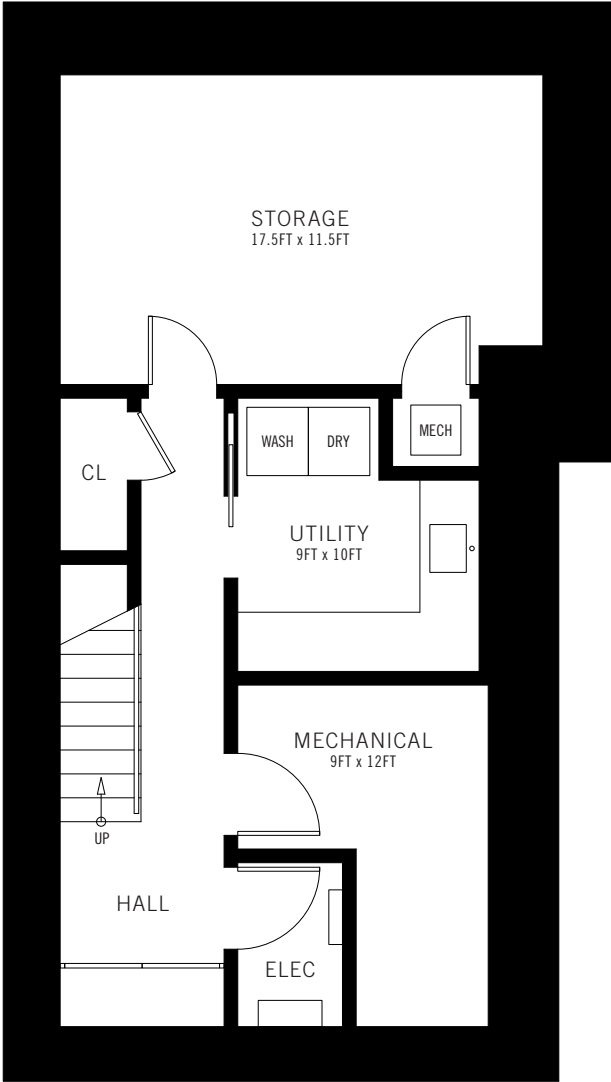 STORAGE
17.5FT x 11.5FT
WASH
DRY
MECH
CL
UTILITY
9FT x 10FT
MECHANICAL
9FT x 12FT
UP
HALL
ELEC